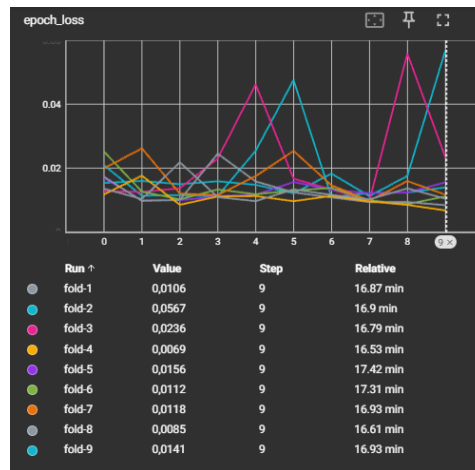 epoch_loss
0.04
0.02
0 1 2 3 4 5 6 7 8 9 ×
Run ↑ Value Step Relative
fold-1 0,0106 9 16.87 min
fold-2 0,0567 9 16.9 min
fold-3 0,0236 9 16.79 min
fold-4 0,0069 9 16.53 min
fold-5 0,0156 9 17.42 min
fold-6 0,0112 9 17.31 min
fold-7 0,0118 9 16.93 min
fold-8 0,0085 9 16.61 min
fold-9 0,0141 9 16.93 min